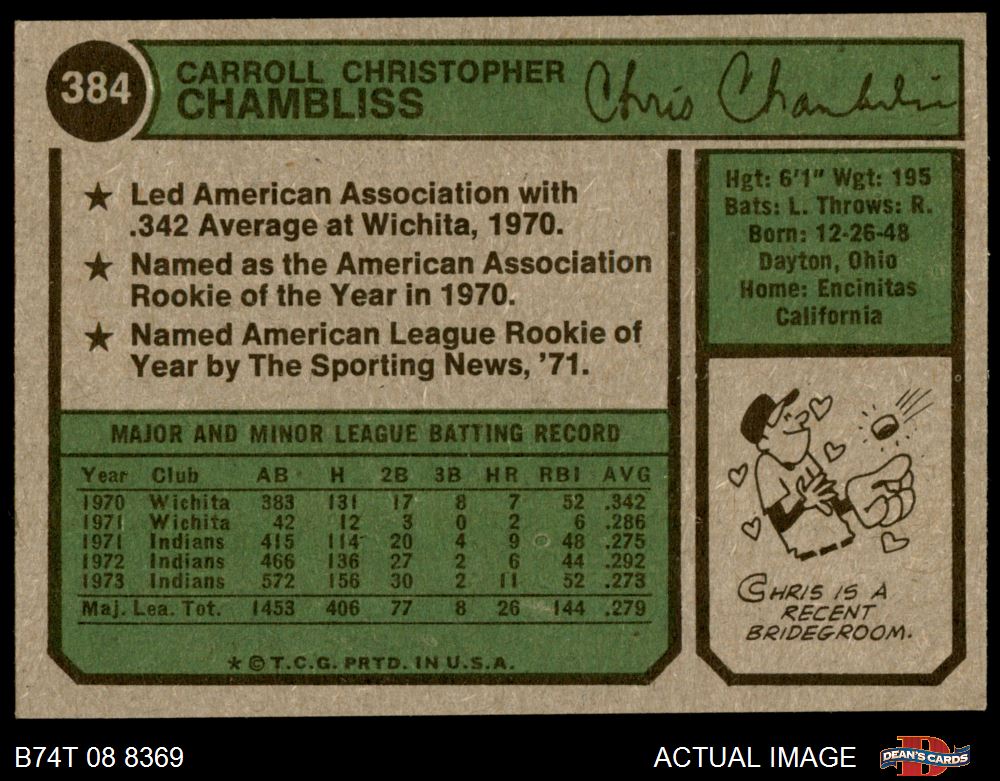 384
CARROLL CHRISTOPHER
CHAMBLISS
Chris Chambliss
★ Led American Association with
.342 Average at Wichita, 1970.
★ Named as the American Association
Rookie of the Year in 1970.
★ Named American League Rookie of
Year by The Sporting News, '71.
Hgt: 6'1" Wgt: 195
Bats: L. Throws: R.
Born: 12-26-48
Dayton, Ohio
Home: Encinitas
California
MAJOR AND MINOR LEAGUE BATTING RECORD
Year Club AB H 2B 3B HR RBI AVG
1970 Wichita 383 131 17 8 7 52 .342
1971 Wichita 42 12 3 0 2 6 .286
1971 Indians 415 114 20 4 9 48 .275
1972 Indians 466 136 27 2 6 44 .292
1973 Indians 572 156 30 2 11 52 .273
Maj. Lea. Tot. 1453 406 77 8 26 144 .279
★ © T.C.G. PRTD. IN U.S.A.
CHRIS IS A
RECENT
BRIDEGROOM.
B74T 08 8369
ACTUAL IMAGE
DEAN'S CARDS